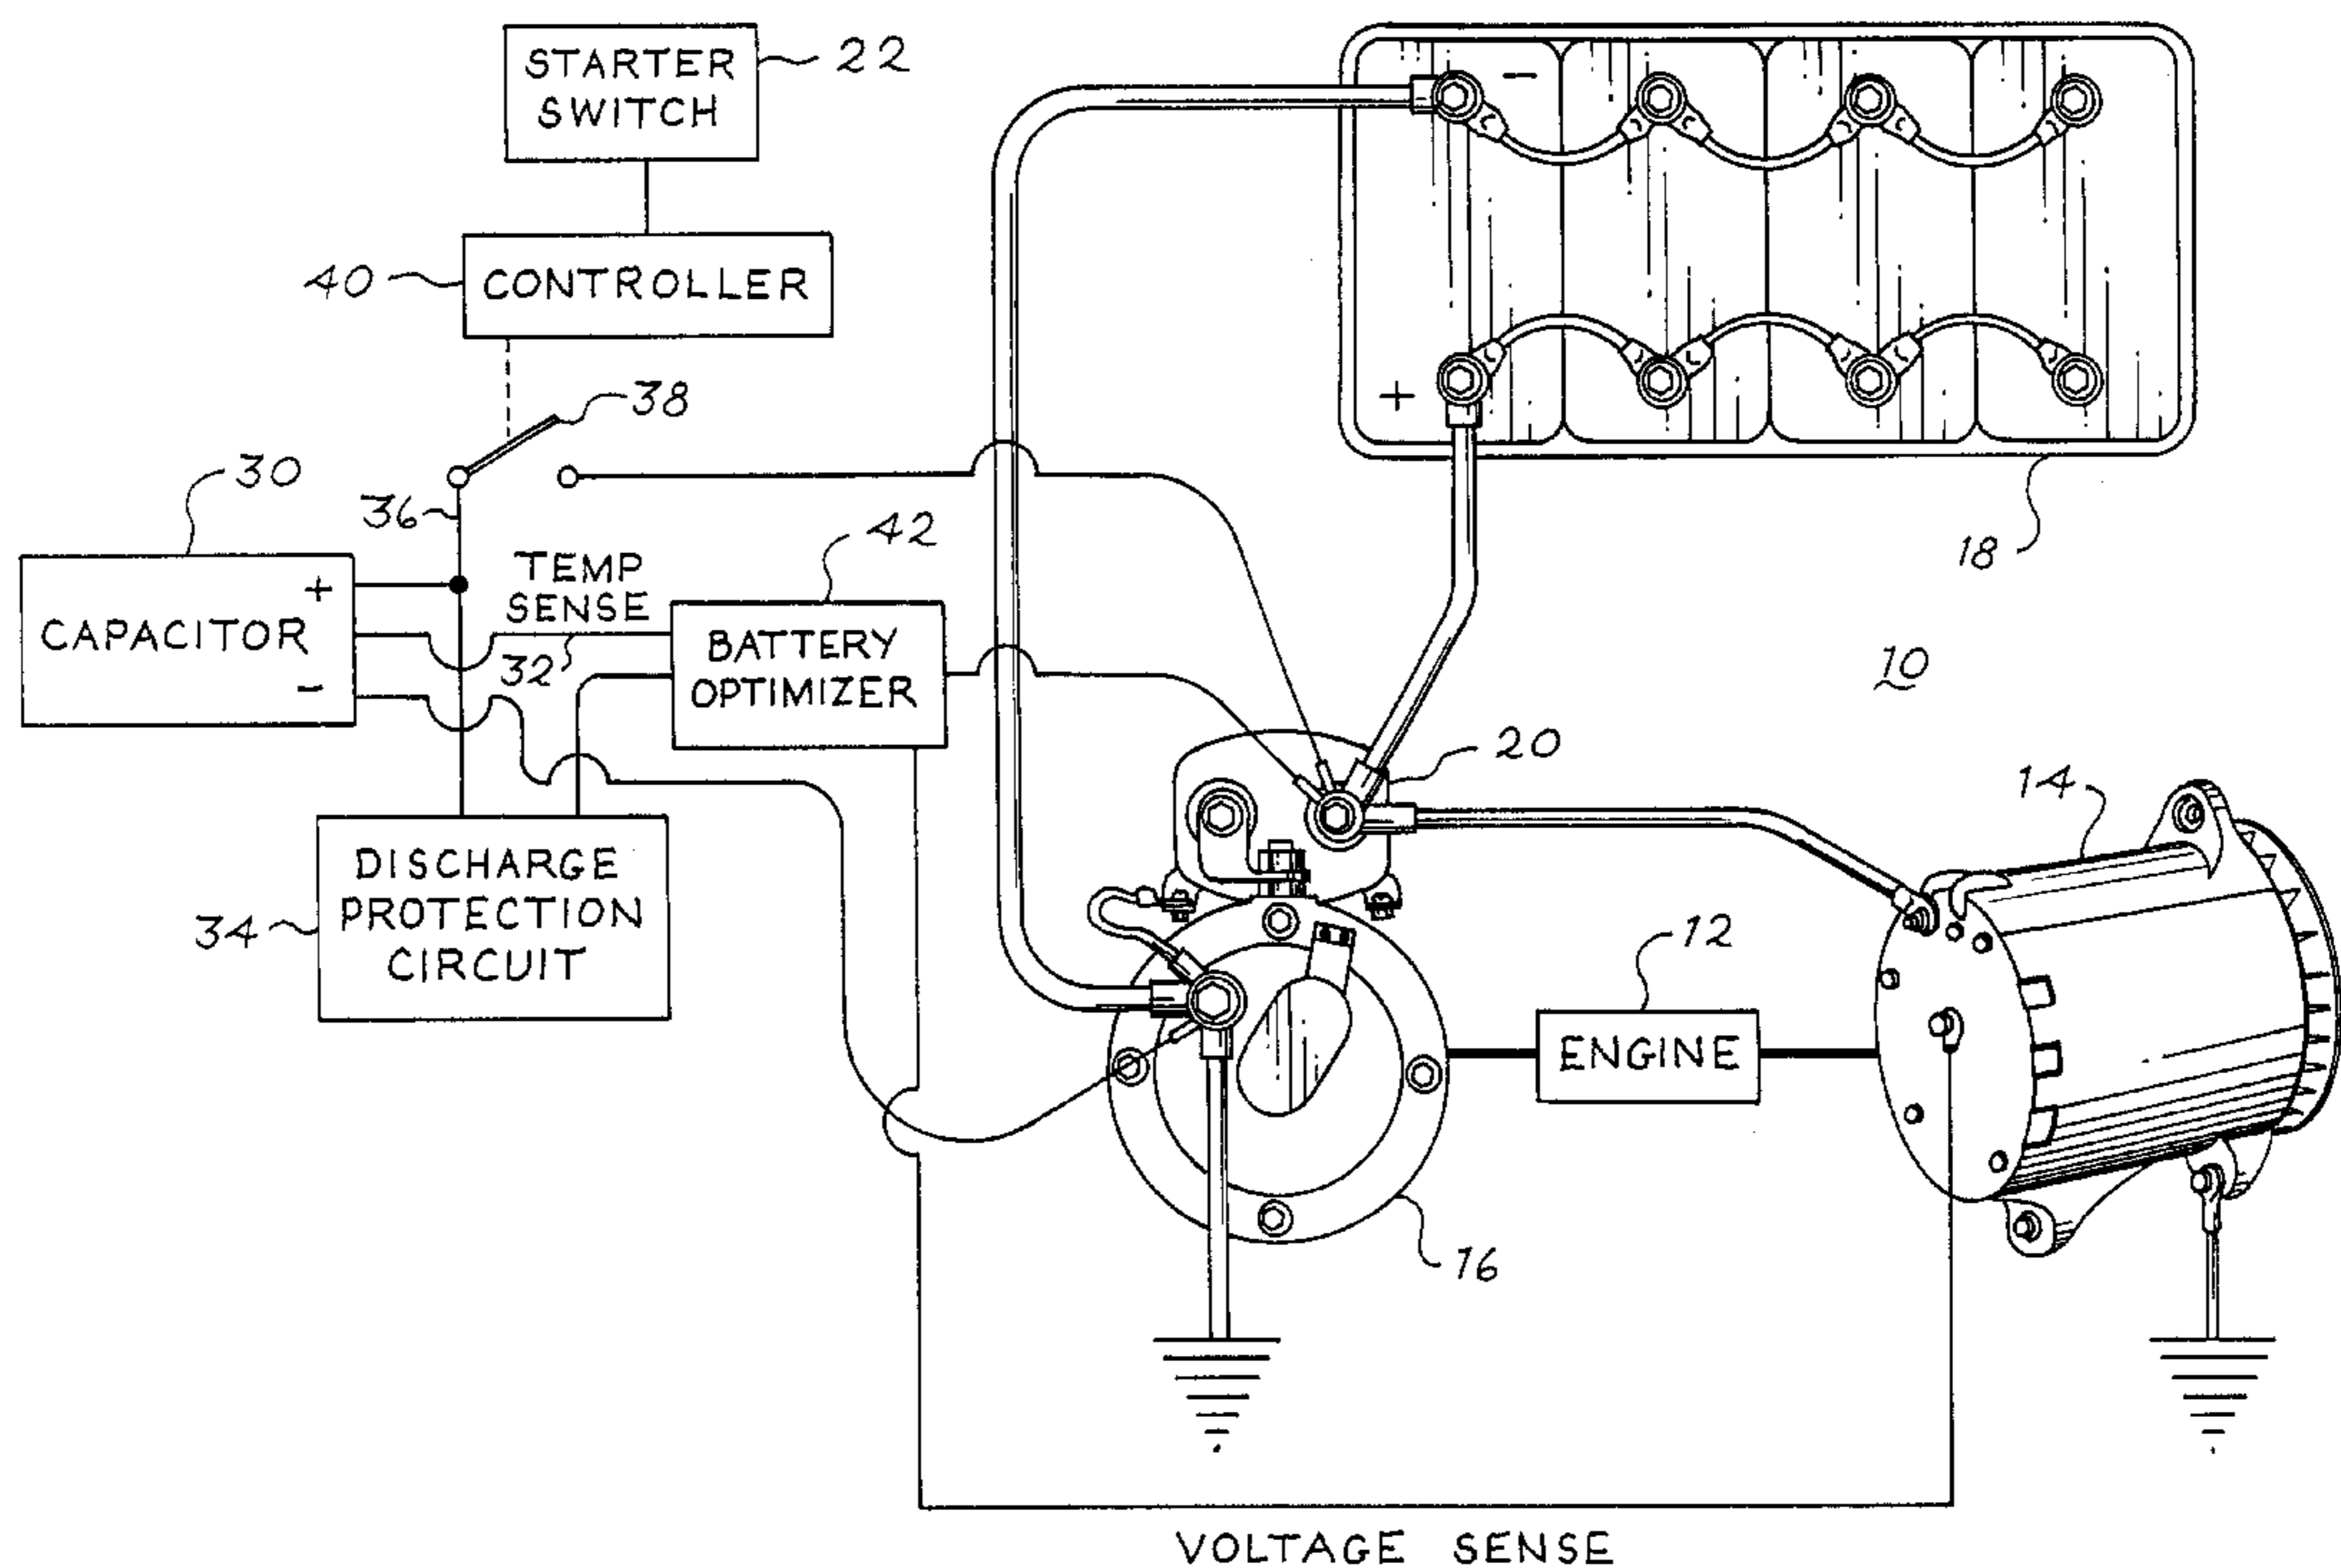 STARTER
SWITCH
22
40
CONTROLLER
38
30
36
TEMP
SENSE
42
CAPACITOR
+
-
32
BATTERY
OPTIMIZER
-
+
18
10
20
14
34
DISCHARGE
PROTECTION
CIRCUIT
12
ENGINE
16
VOLTAGE SENSE